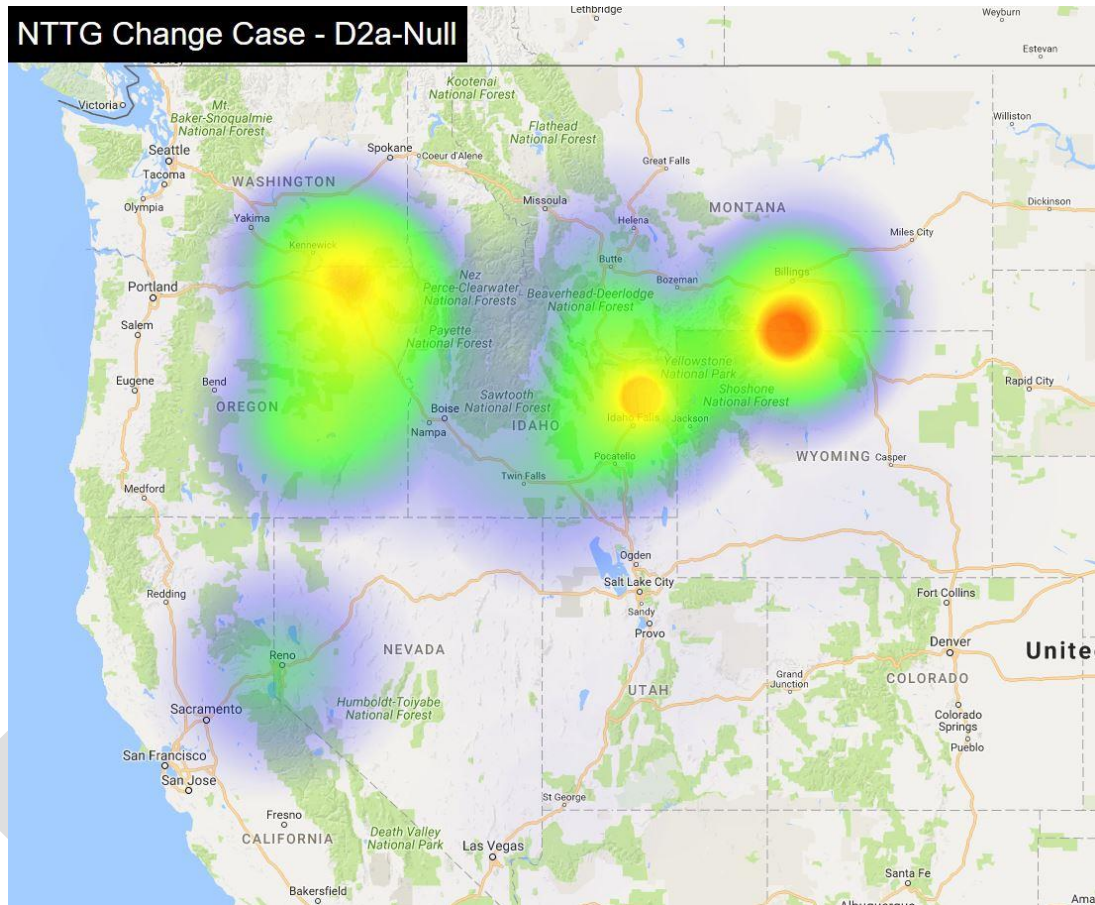 NTTG Change Case - D2a-Null
Lethbridge
Weyburn
Estevan
Victoria
Kootenai
National Forest
Mt.
Baker-Snoqualmie
National Forest
Flathead
National Forest
Williston
Seattle
Spokane
Coeur d'Alene
Great Falls
Tacoma
WASHINGTON
Olympia
Missoula
MONTANA
Dickinson
Yakima
Helena
Miles City
Kennewick
Butte
Billings
Nez
Perce-Clearwater
National Forests
Bozeman
Portland
Beaverhead-Deerlodge
National Forest
Salem
Payette
National Forest
Yellowstone
National Park
Eugene
Bend
Shoshone
National Forest
Rapid City
Sawtooth
National Forest
OREGON
Boise
Nampa
IDAHO
Idaho Falls
Jackson
WYOMING
Casper
Pocatello
Twin Falls
Medford
Ogden
Salt Lake City
Redding
Fort Collins
Sandy
Provo
NEVADA
Denver
Unite
Reno
Grand
Junction
COLORADO
UTAH
Humboldt-Toiyabe
National Forest
Sacramento
Colorado
Springs
Pueblo
San Francisco
San Jose
St George
Fresno
CALIFORNIA
Death Valley
National Park
Las Vegas
Santa Fe
Bakersfield
Albuquerque
Ama